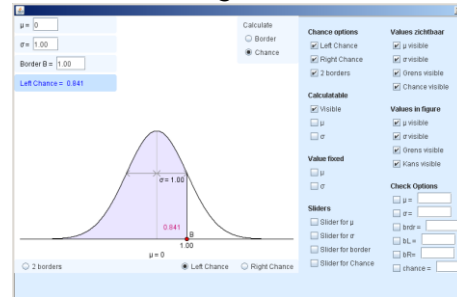 μ = 0
σ = 1.00
Border B = 1.00
Left Chance = 0.841
Calculate
Border
Chance
σ = 1.00
0.841
B
1.00
μ = 0
2 borders
Left Chance
Right Chance
Chance options
Left Chance
Right Chance
2 borders
Calculatable
Visible
μ
σ
Value fixed
μ
σ
Sliders
Slider for μ
Slider for σ
Slider for border
Slider for Chance
Values zichtbaar
μ visible
σ visible
Grens visible
Chance visible
Values in figure
μ visible
σ visible
Grens visible
Kans visible
Check Options
μ =
σ =
brdr =
bL =
bR=
chance =